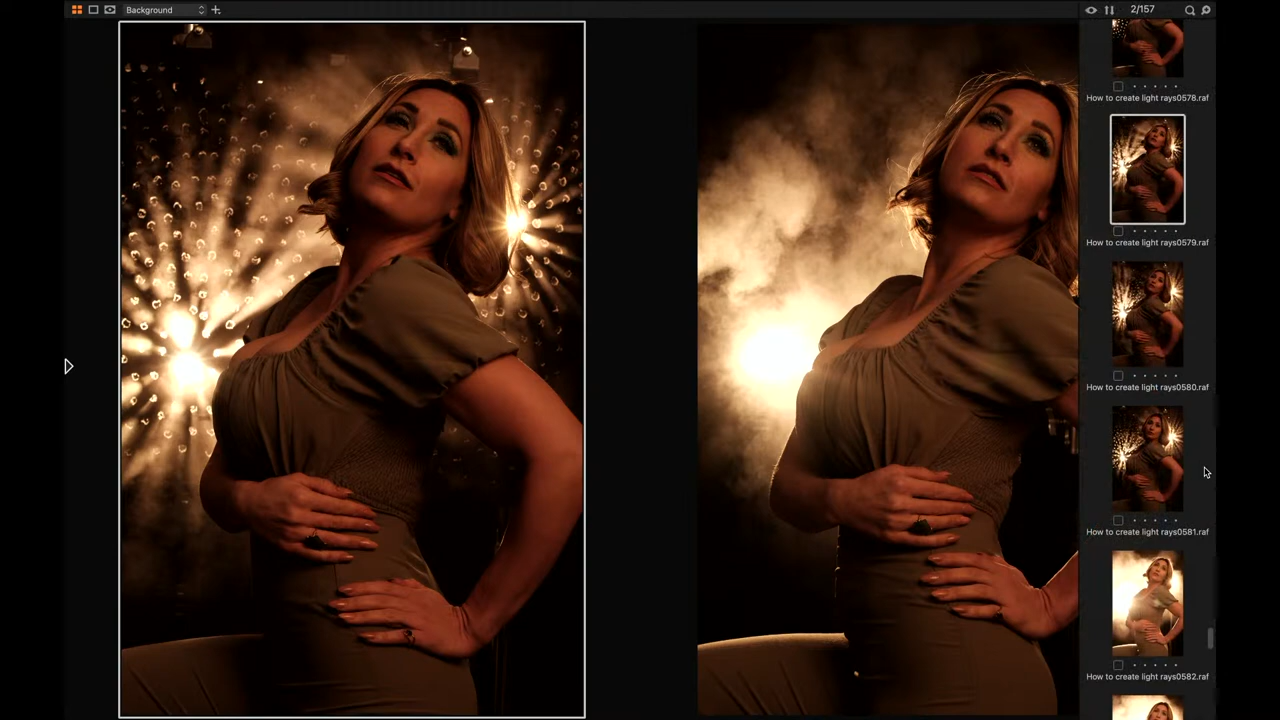 Background
2/157
How to create light rays0578.raf
How to create light rays0579.raf
How to create light rays0580.raf
How to create light rays0581.raf
How to create light rays0582.raf